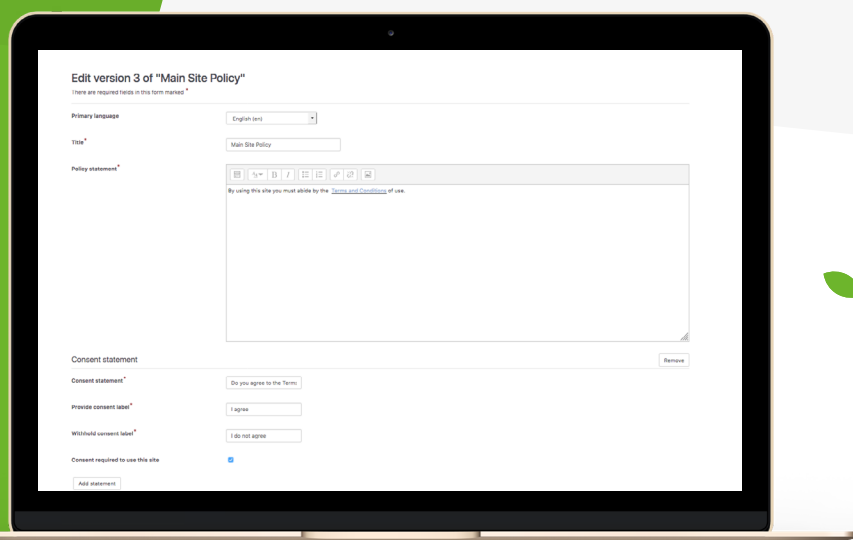 Edit version 3 of "Main Site Policy"
There are required fields in this form marked *
Primary language
English (en)
Title*
Main Site Policy
Policy statement*
By using this site you must abide by the Terms and Conditions of use.
Consent statement
Remove
Consent statement*
Do you agree to the Terms
Provide consent label*
I agree
Withhold consent label*
I do not agree
Consent required to use this site
Add statement